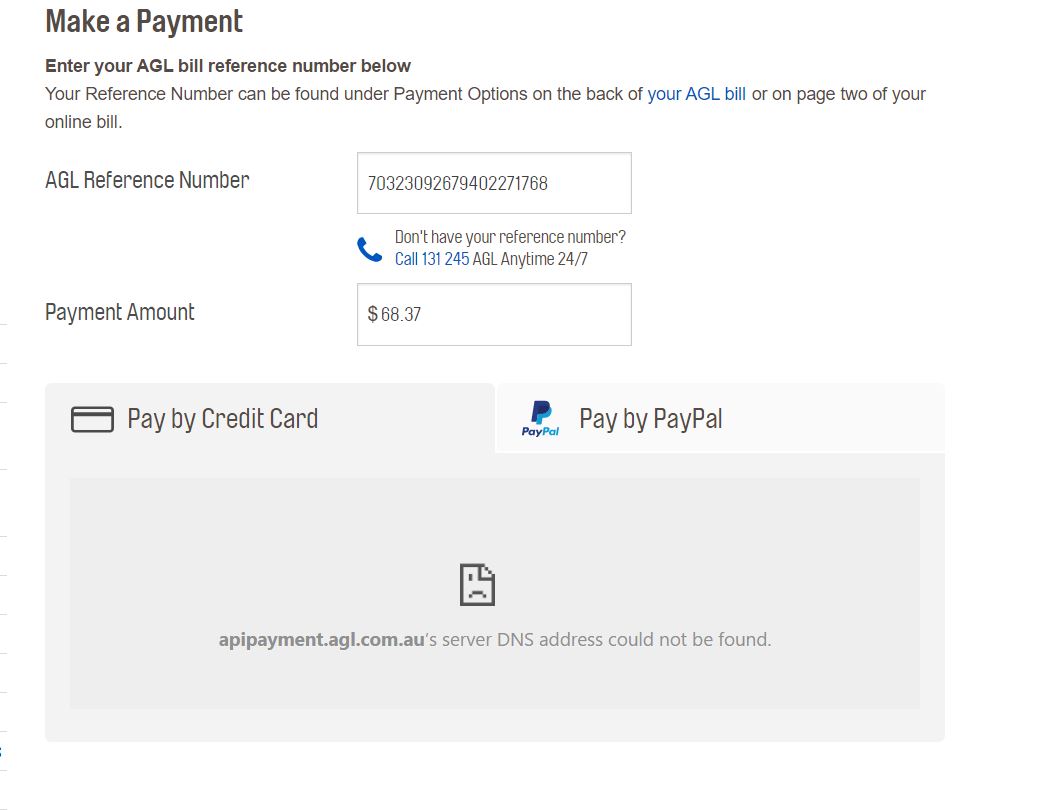 Make a Payment
Enter your AGL bill reference number below
Your Reference Number can be found under Payment Options on the back of your AGL bill or on page two of your
online bill.
AGL Reference Number
70323092679402271768
Don't have your reference number?
Call 131 245 AGL Anytime 24/7
Payment Amount
$ 68.37
Pay by Credit Card
PayPal
Pay by PayPal
apipayment.agl.com.au's server DNS address could not be found.